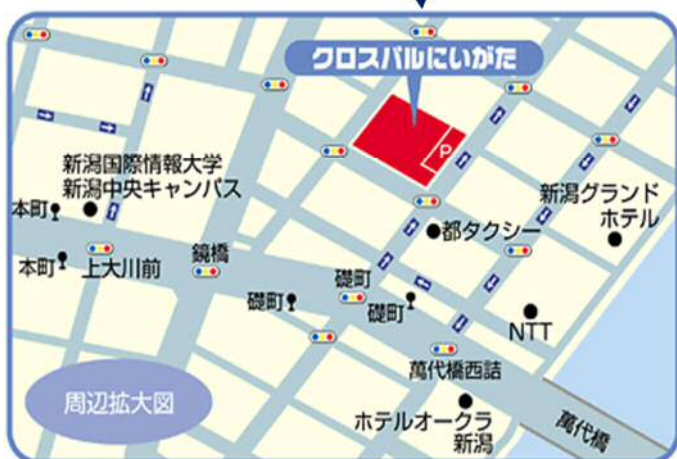 クロスパルにいがた
P
新潟国際情報大学
新潟中央キャンパス
新潟グランド
ホテル
本町
都タクシー
本町
上大川前
鏡橋
礎町
礎町
礎町
NTT
萬代橋西詰
周辺拡大図
ホテルオークラ
新潟
萬代橋